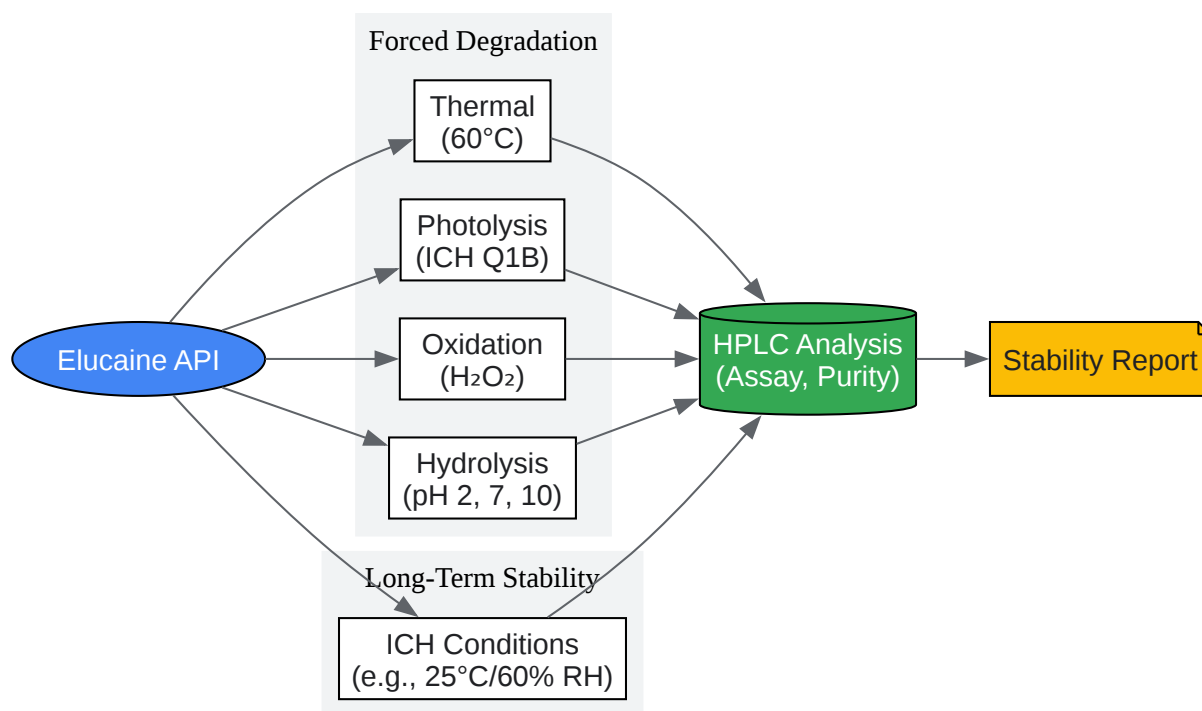 Forced Degradation
Thermal
(60°C)
Photolysis
(ICH Q1B)
Oxidation
(H₂O₂)
Hydrolysis
(pH 2, 7, 10)
Elucaine API
HPLC Analysis
(Assay, Purity)
Stability Report
Long-Term Stability
ICH Conditions
(e.g., 25°C/60% RH)